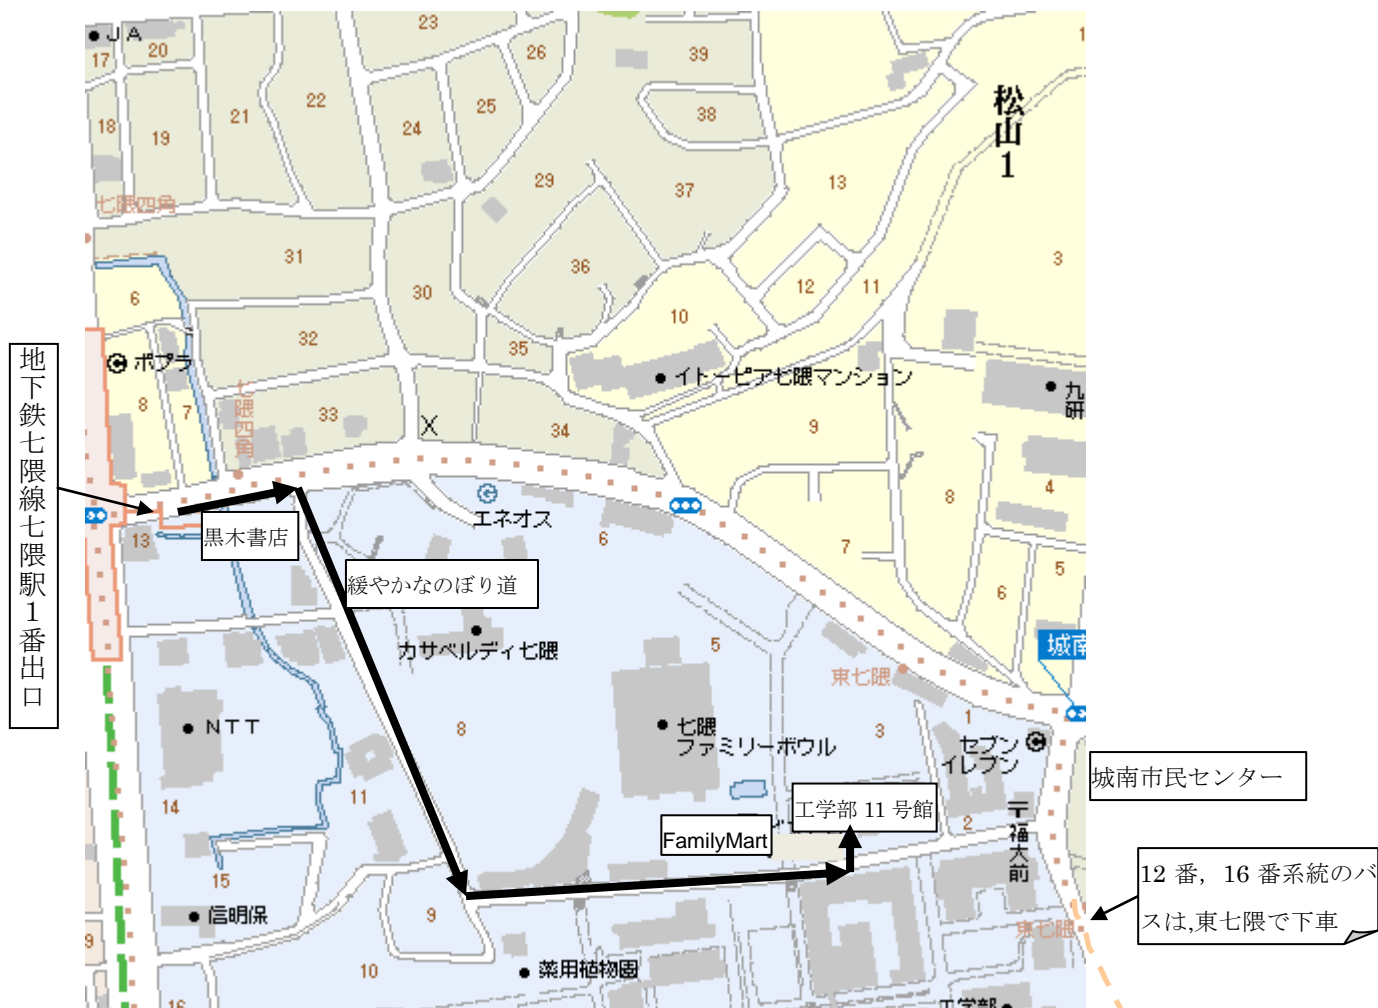 JA
17
20
23
26
39
21
22
25
38
18
19
24
松山1
七隈四角
29
37
13
31
36
3
6
30
12
11
10
32
35
ポプラ
イトーピア七隈マンション
九
研
地下鉄七隈線七隈駅1番出口
8
7
七隈四角
33
34
9
エネオス
8
4
13
黒木書店
6
7
5
6
緩やかなのぼり道
カサベルディ七隈
5
城南
東七隈
NTT
8
七隈
ファミリーボウル
3
1
セブン
イレブン
城南市民センター
14
11
工学部 11 号館
FamilyMart
2
〒福大前
15
信明保
9
12 番，16 番系統のバ
スは,東七隈で下車
東七隈
9
10
薬用植物園
16
工学部